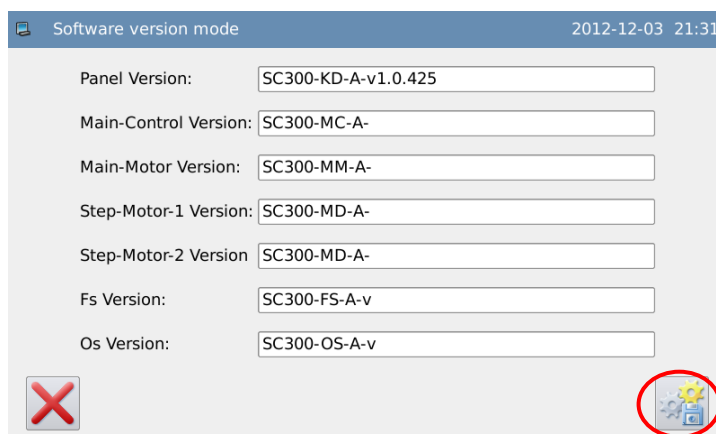 Software version mode 2012-12-03 21:31
Panel Version: SC300-KD-A-v1.0.425
Main-Control Version: SC300-MC-A-
Main-Motor Version: SC300-MM-A-
Step-Motor-1 Version: SC300-MD-A-
Step-Motor-2 Version SC300-MD-A-
Fs Version: SC300-FS-A-v
Os Version: SC300-OS-A-v